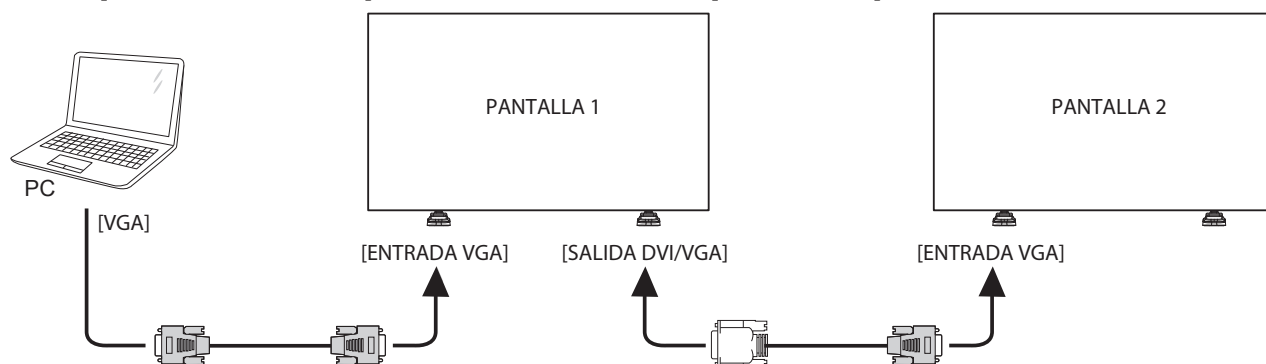 PANTALLA 1
PANTALLA 2
PC
[VGA]
[ENTRADA VGA]
[SALIDA DVI/VGA]
[ENTRADA VGA]